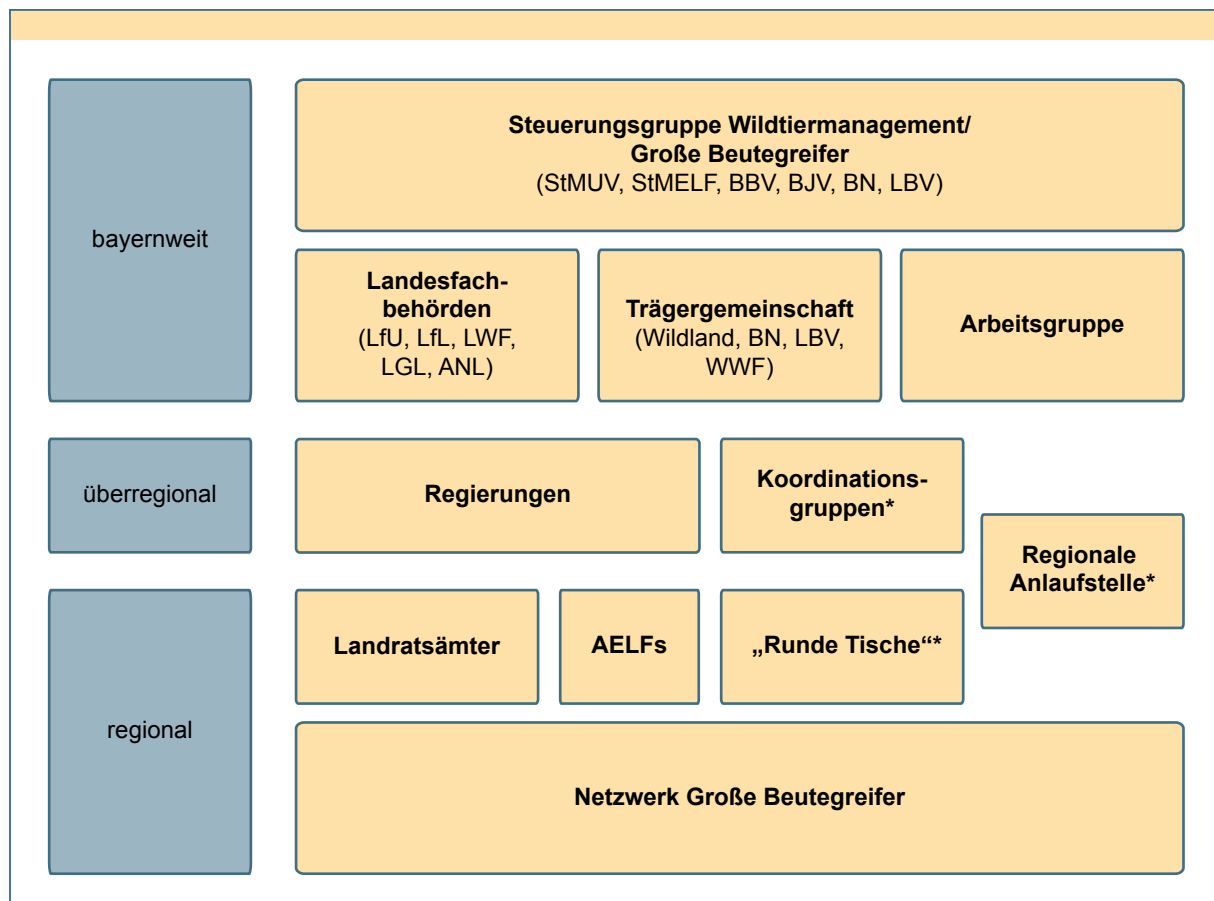 bayernweit
Steuerungsgruppe Wildtiermanagement/
Große Beutegreifer
(StMUV, StMELF, BBV, BJV, BN, LBV)
Landesfach-
behörden
(LfU, LfL, LWF,
LGL, ANL)
Trägergemeinschaft
(Wildland, BN, LBV,
WWF)
Arbeitsgruppe
überregional
Regierungen
Koordinations-
gruppen*
Regionale
Anlaufstelle*
regional
Landratsämter
AELFs
„Runde Tische“*
Netzwerk Große Beutegreifer